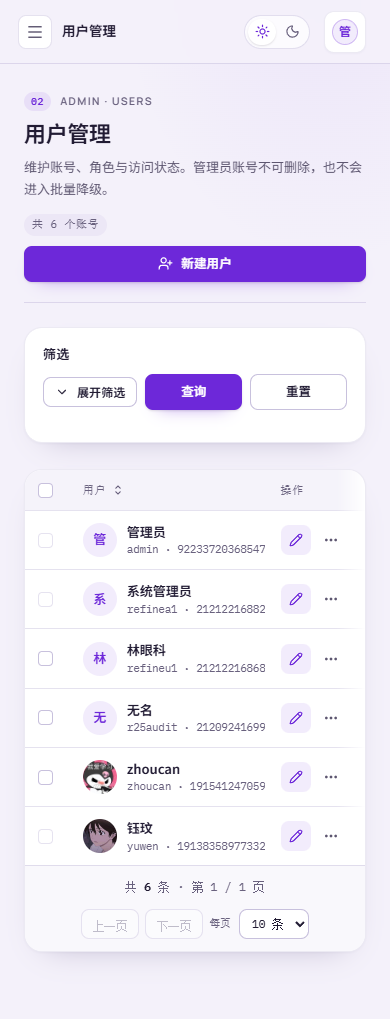 用户管理
管
02 ADMIN · USERS
用户管理
维护账号、角色与访问状态。管理员账号不可删除，也不会
进入批量降级。
共 6 个账号
新建用户
筛选
展开筛选
查询
重置
用户
操作
管
管理员
admin · 92233720368547
系
系统管理员
refinea1 · 21212216882
林
林眼科
refineu1 · 21212216868
无
无名
r25audit · 21209241699
zhoucan
zhoucan · 191541247059
钰玟
yuwen · 19138358977332
共 6 条 · 第 1 / 1 页
上一页
下一页
每页
10 条